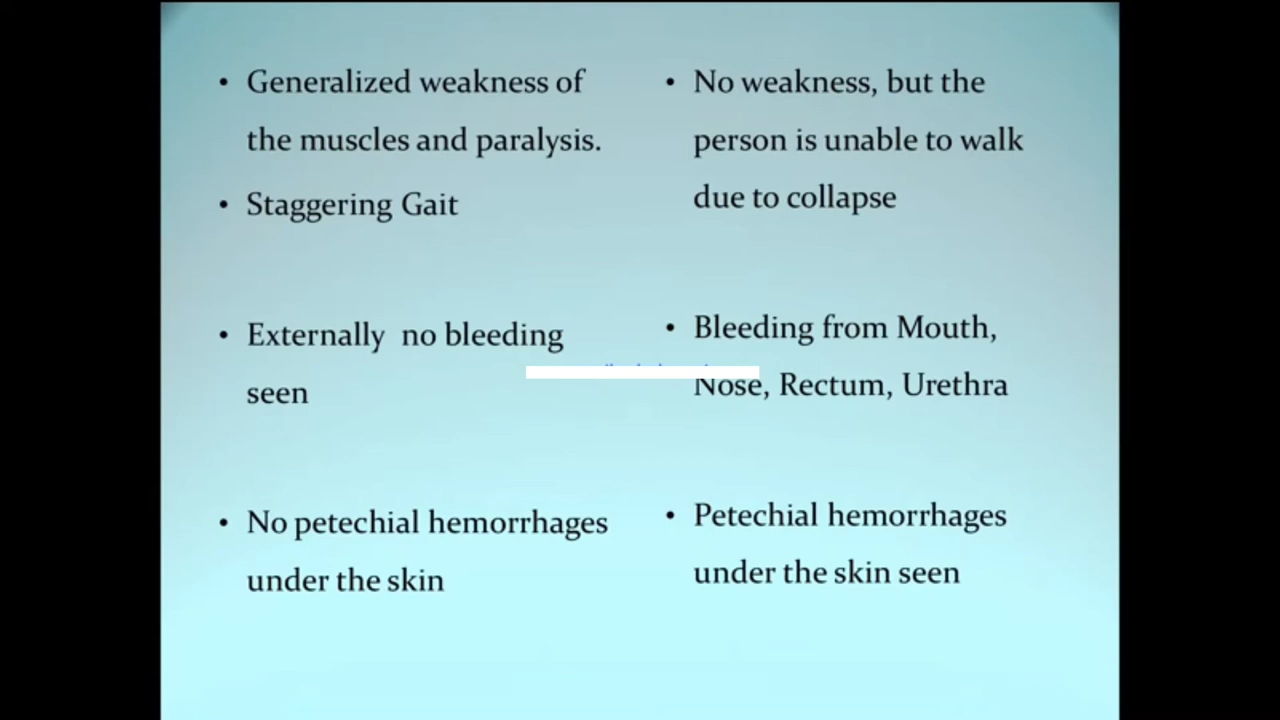 • Generalized weakness of
the muscles and paralysis.
• Staggering Gait
• Externally no bleeding
seen
• No petechial hemorrhages
under the skin
• No weakness, but the
person is unable to walk
due to collapse
• Bleeding from Mouth,
Nose, Rectum, Urethra
• Petechial hemorrhages
under the skin seen